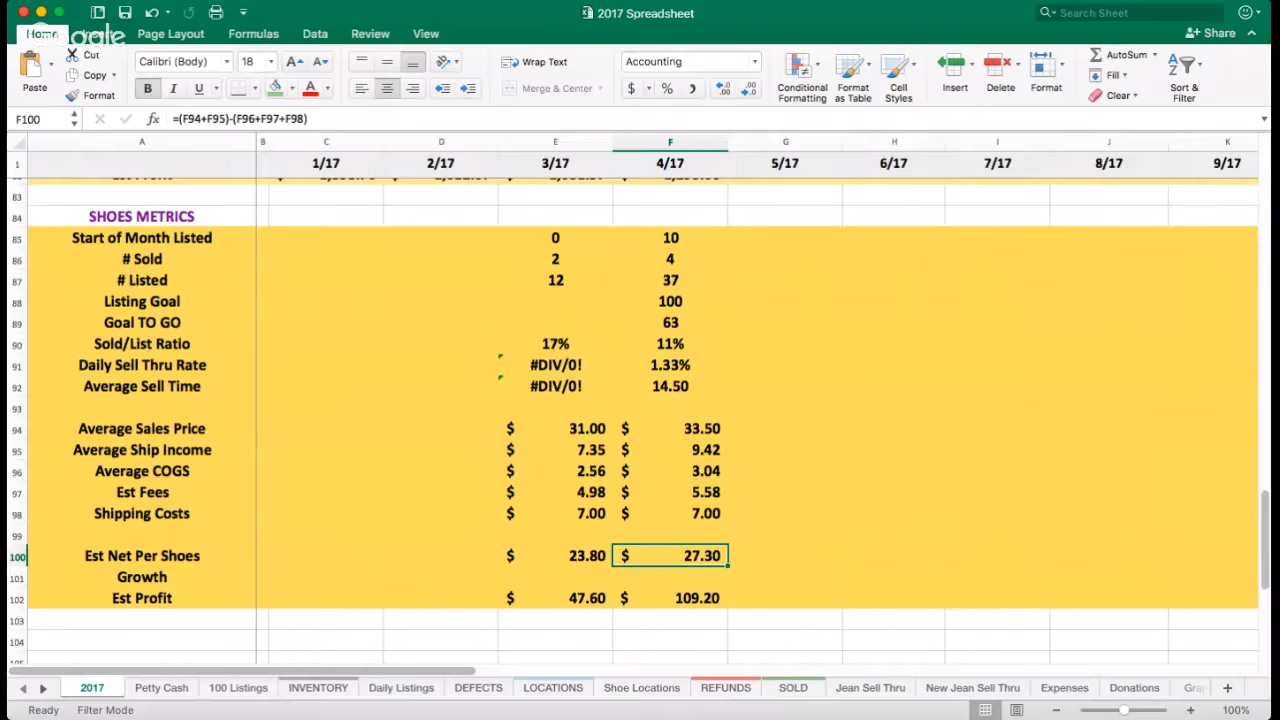 2017 Spreadsheet
Search Sheet
Google
Home Insert Page Layout Formulas Data Review View
Share
Paste
Cut
Copy
Format
Calibri (Body) 18
B I U
Wrap Text
Merge & Center
Accounting
$ % )
Conditional Formatting
Format as Table
Cell Styles
Insert
Delete
Format
AutoSum
Fill
Clear
Sort & Filter
F100 fx =(F94+F95)-(F96+F97+F98)
A B C D E F G H I J K
1 1/17 2/17 3/17 4/17 5/17 6/17 7/17 8/17 9/17
83
84 SHOES METRICS
85 Start of Month Listed 0 10
86 # Sold 2 4
87 # Listed 12 37
88 Listing Goal 100
89 Goal TO GO 63
90 Sold/List Ratio 17% 11%
91 Daily Sell Thru Rate #DIV/0! 1.33%
92 Average Sell Time #DIV/0! 14.50
93
94 Average Sales Price $ 31.00 $ 33.50
95 Average Ship Income $ 7.35 $ 9.42
96 Average COGS $ 2.56 $ 3.04
97 Est Fees $ 4.98 $ 5.58
98 Shipping Costs $ 7.00 $ 7.00
99
100 Est Net Per Shoes $ 23.80 $ 27.30
101 Growth
102 Est Profit $ 47.60 $ 109.20
103
104
2017 Petty Cash 100 Listings INVENTORY Daily Listings DEFECTS LOCATIONS Shoe Locations REFUNDS SOLD Jean Sell Thru New Jean Sell Thru Expenses Donations Gra
Ready Filter Mode 100%